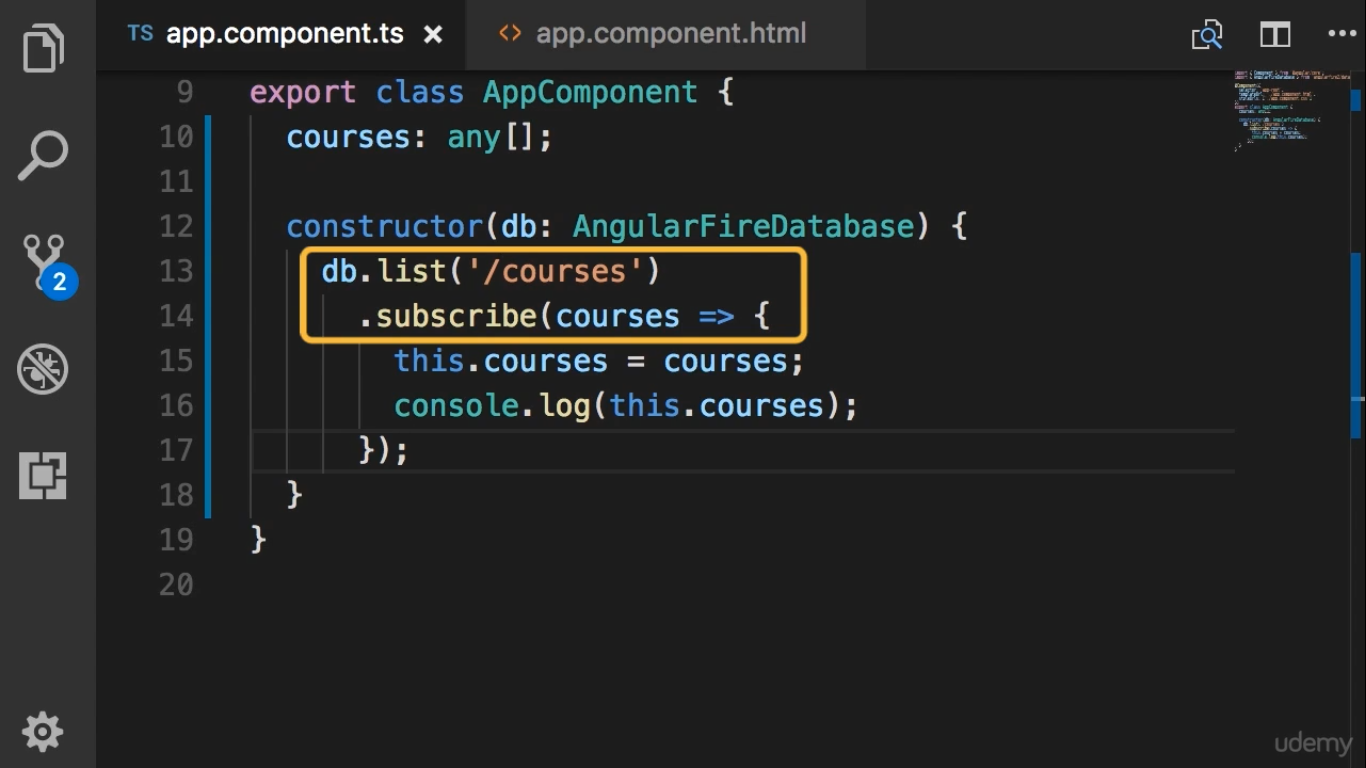 TS app.component.ts × <> app.component.html
9 export class AppComponent {
10 courses: any[];
11
12 constructor(db: AngularFireDatabase) {
13 db.list('/courses')
14 .subscribe(courses => {
15 this.courses = courses;
16 console.log(this.courses);
17 });
18 }
19 }
20
2
udemy